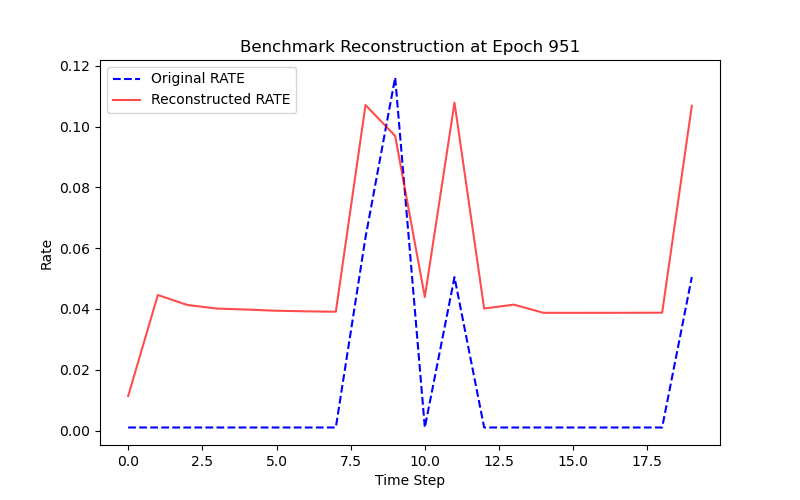 Benchmark Reconstruction at Epoch 951
Original RATE
Reconstructed RATE
0.12
0.10
0.08
0.06
0.04
0.02
0.00
Rate
0.0 2.5 5.0 7.5 10.0 12.5 15.0 17.5
Time Step